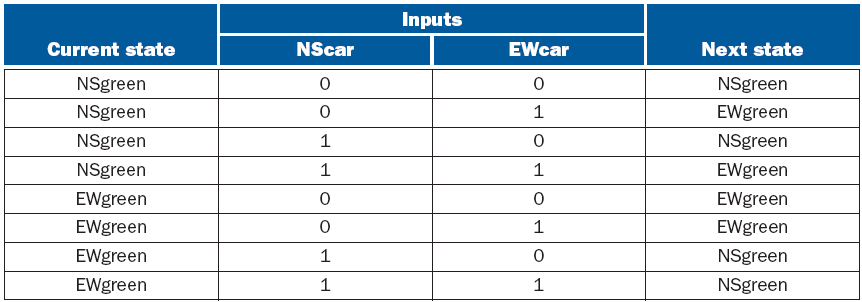 Inputs
Current state NScar EWcar Next state
NSgreen 0 0 NSgreen
NSgreen 0 1 EWgreen
NSgreen 1 0 NSgreen
NSgreen 1 1 EWgreen
EWgreen 0 0 EWgreen
EWgreen 0 1 EWgreen
EWgreen 1 0 NSgreen
EWgreen 1 1 NSgreen